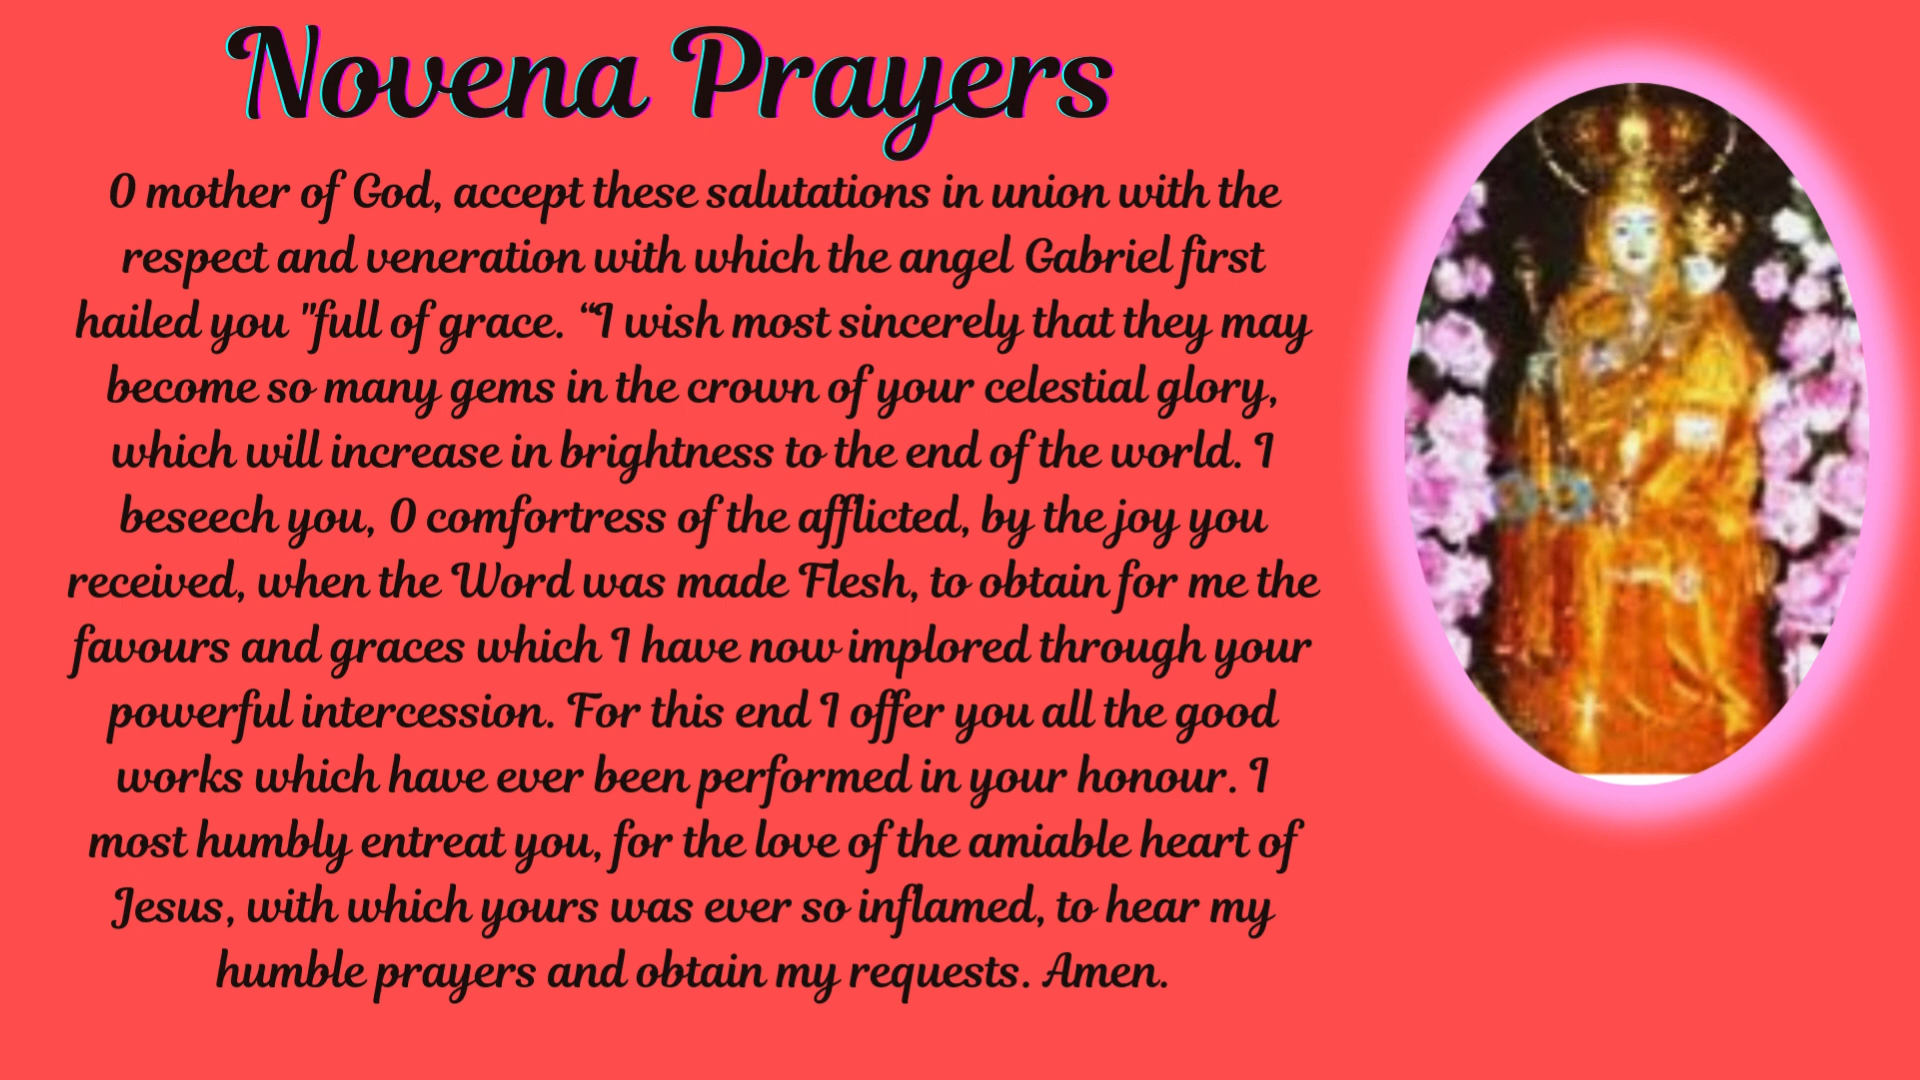 Novena Prayers
O mother of God, accept these salutations in union with the
respect and veneration with which the angel Gabriel first
hailed you "full of grace. “I wish most sincerely that they may
become so many gems in the crown of your celestial glory,
which will increase in brightness to the end of the world. I
beseech you, O comfortress of the afflicted, by the joy you
received, when the Word was made Flesh, to obtain for me the
favours and graces which I have now implored through your
powerful intercession. For this end I offer you all the good
works which have ever been performed in your honour. I
most humbly entreat you, for the love of the amiable heart of
Jesus, with which yours was ever so inflamed, to hear my
humble prayers and obtain my requests. Amen.